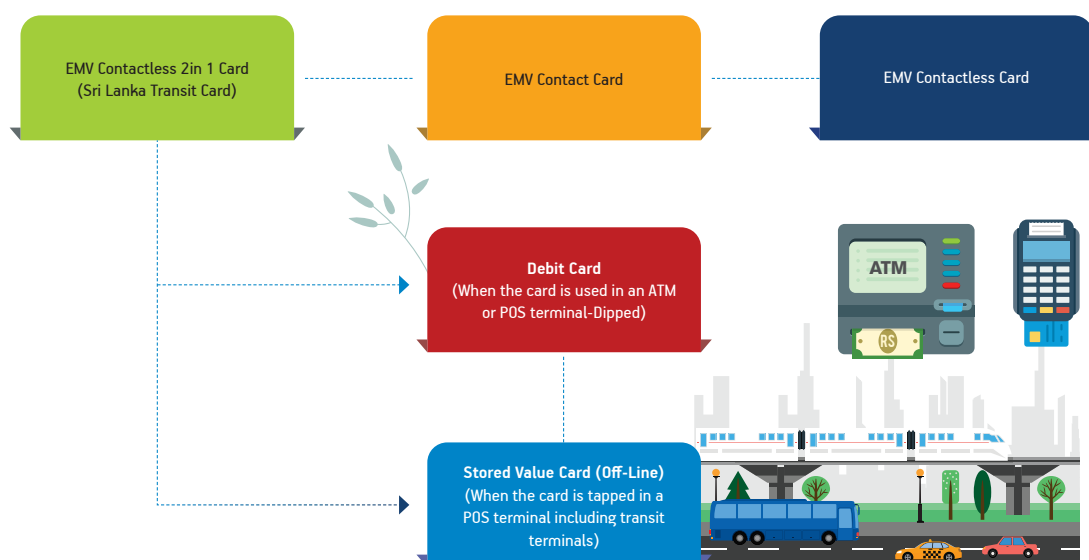 EMV Contactless 2in 1 Card
(Sri Lanka Transit Card)
EMV Contact Card
EMV Contactless Card
Debit Card
(When the card is used in an ATM
or POS terminal-Dipped)
ATM
RS
Stored Value Card (Off-Line)
(When the card is tapped in a
POS terminal including transit
terminals)